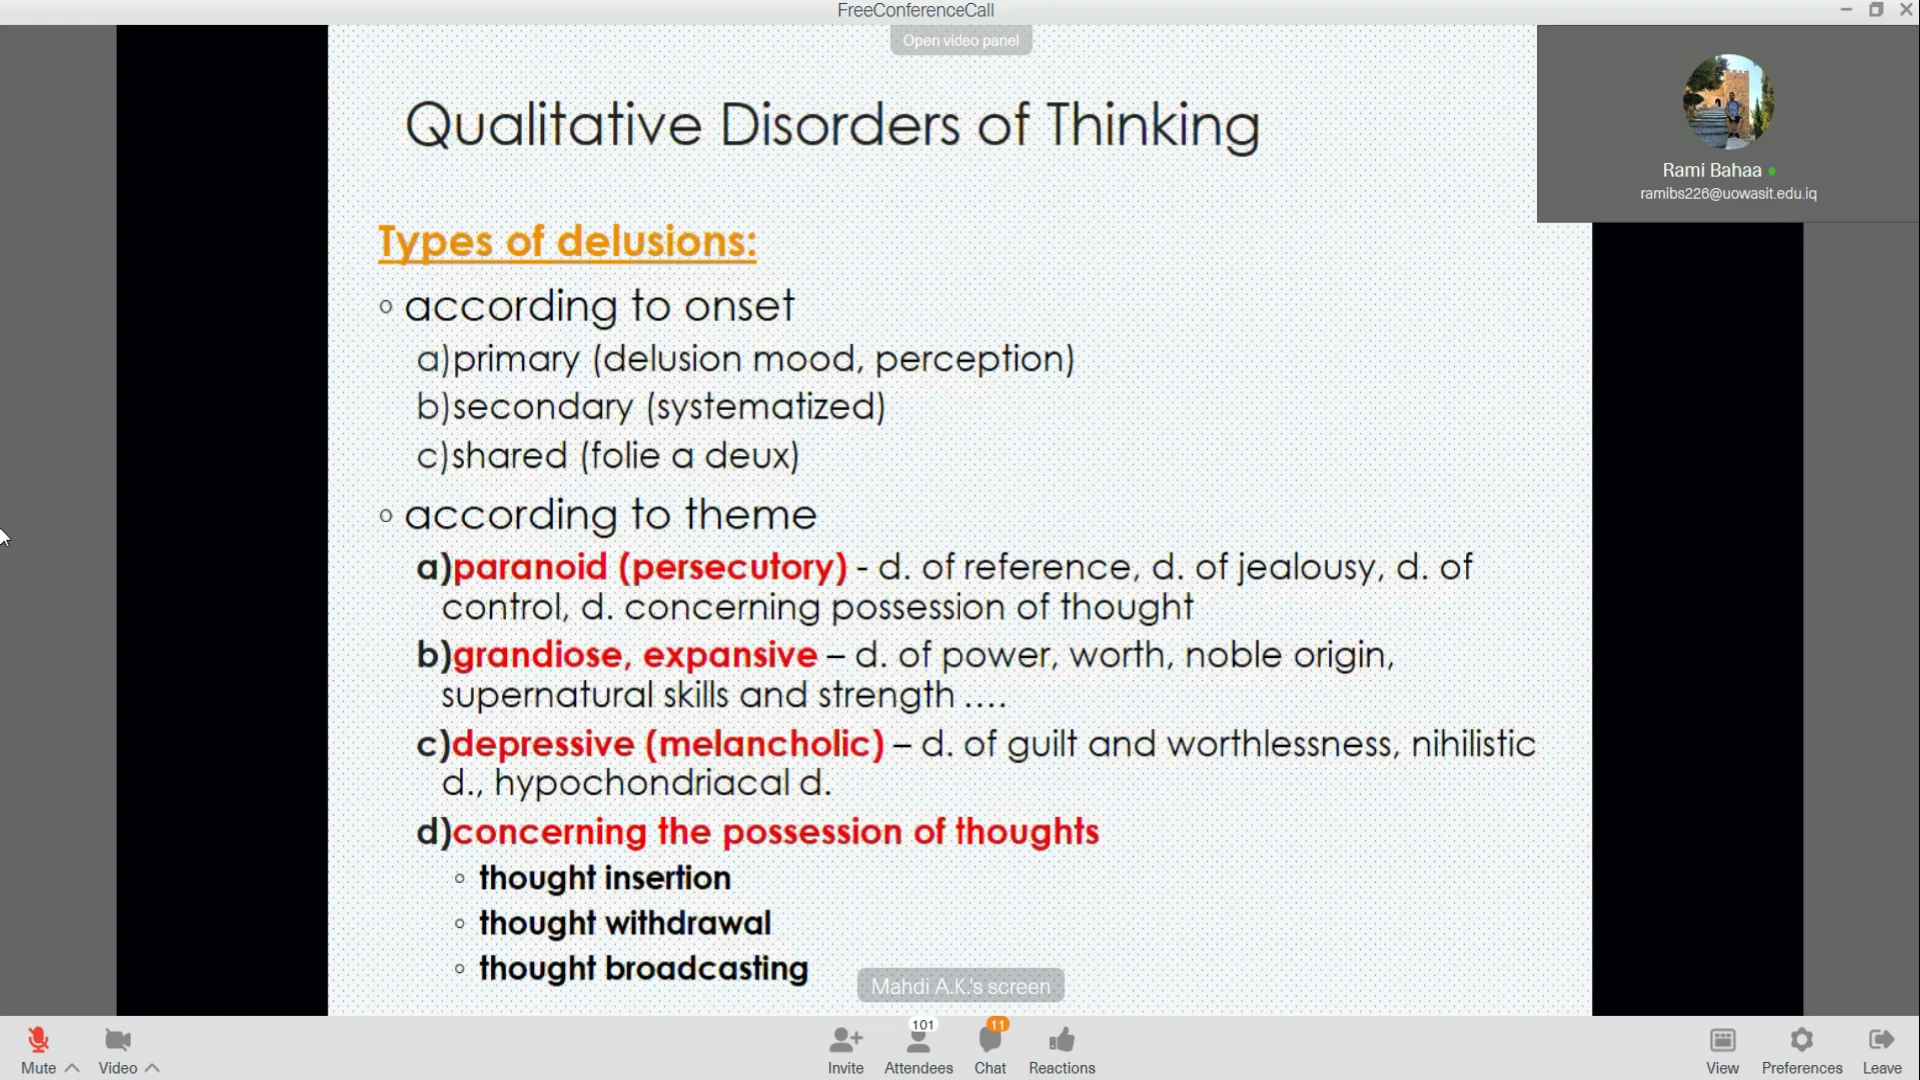 FreeConferenceCall
Open video panel
Rami Bahaa
ramibs226@uowasit.edu.iq
Qualitative Disorders of Thinking
Types of delusions:
◦ according to onset
a)primary (delusion mood, perception)
b)secondary (systematized)
c)shared (folie a deux)
◦ according to theme
a)paranoid (persecutory) - d. of reference, d. of jealousy, d. of
control, d. concerning possession of thought
b)grandiose, expansive – d. of power, worth, noble origin,
supernatural skills and strength ….
c)depressive (melancholic) – d. of guilt and worthlessness, nihilistic
d., hypochondriacal d.
d)concerning the possession of thoughts
◦ thought insertion
◦ thought withdrawal
◦ thought broadcasting
Mahdi A.K.'s screen
101
11
Mute Video Invite Attendees Chat Reactions View Preferences Leave